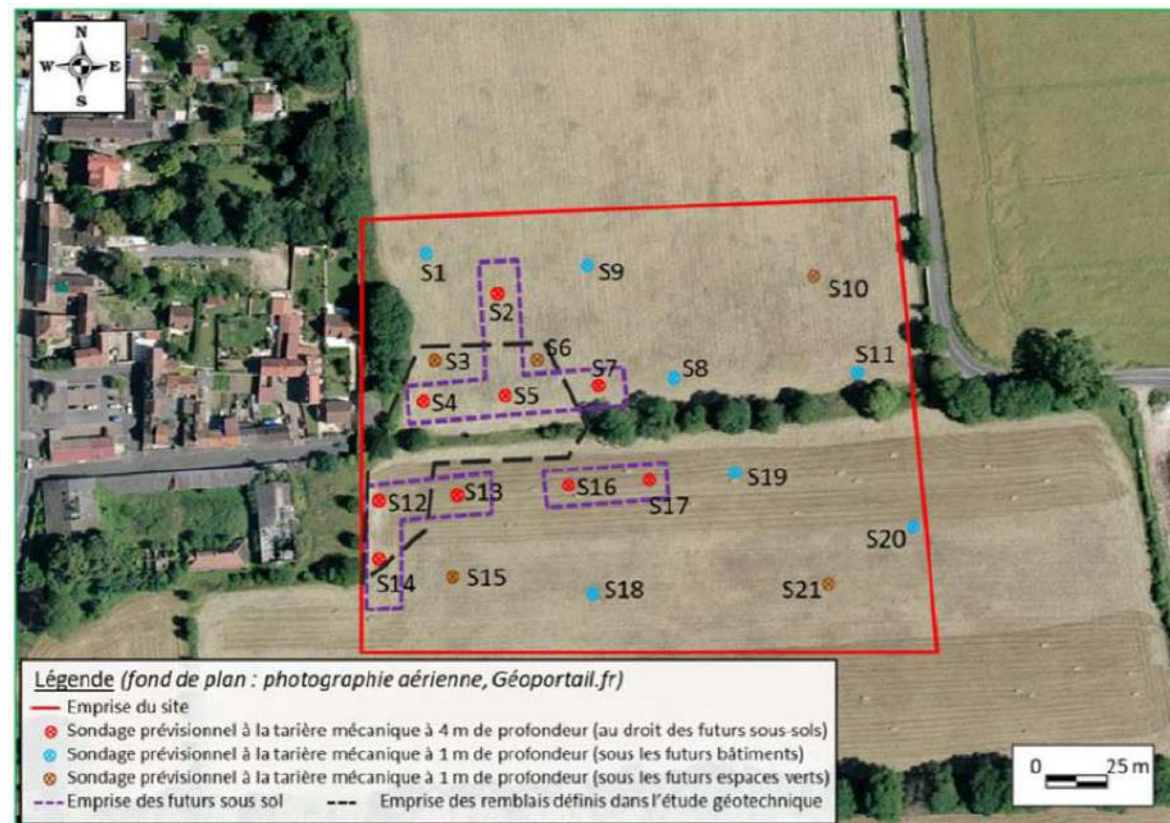 N
W E
S
S1
S9
S10
S2
S3
S6
S11
S7
S8
S4
S5
S19
S12
S13
S16
S17
S20
S14
S15
S18
S21
Légende (fond de plan : photographie aérienne, Géoportail.fr)
Emprise du site
Sondage prévisionnel à la tarière mécanique à 4 m de profondeur (au droit des futurs sous-sols)
Sondage prévisionnel à la tarière mécanique à 1 m de profondeur (sous les futurs bâtiments)
Sondage prévisionnel à la tarière mécanique à 1 m de profondeur (sous les futurs espaces verts)
Emprise des futurs sous sol Emprise des remblais définis dans l'étude géotechnique
0 25 m